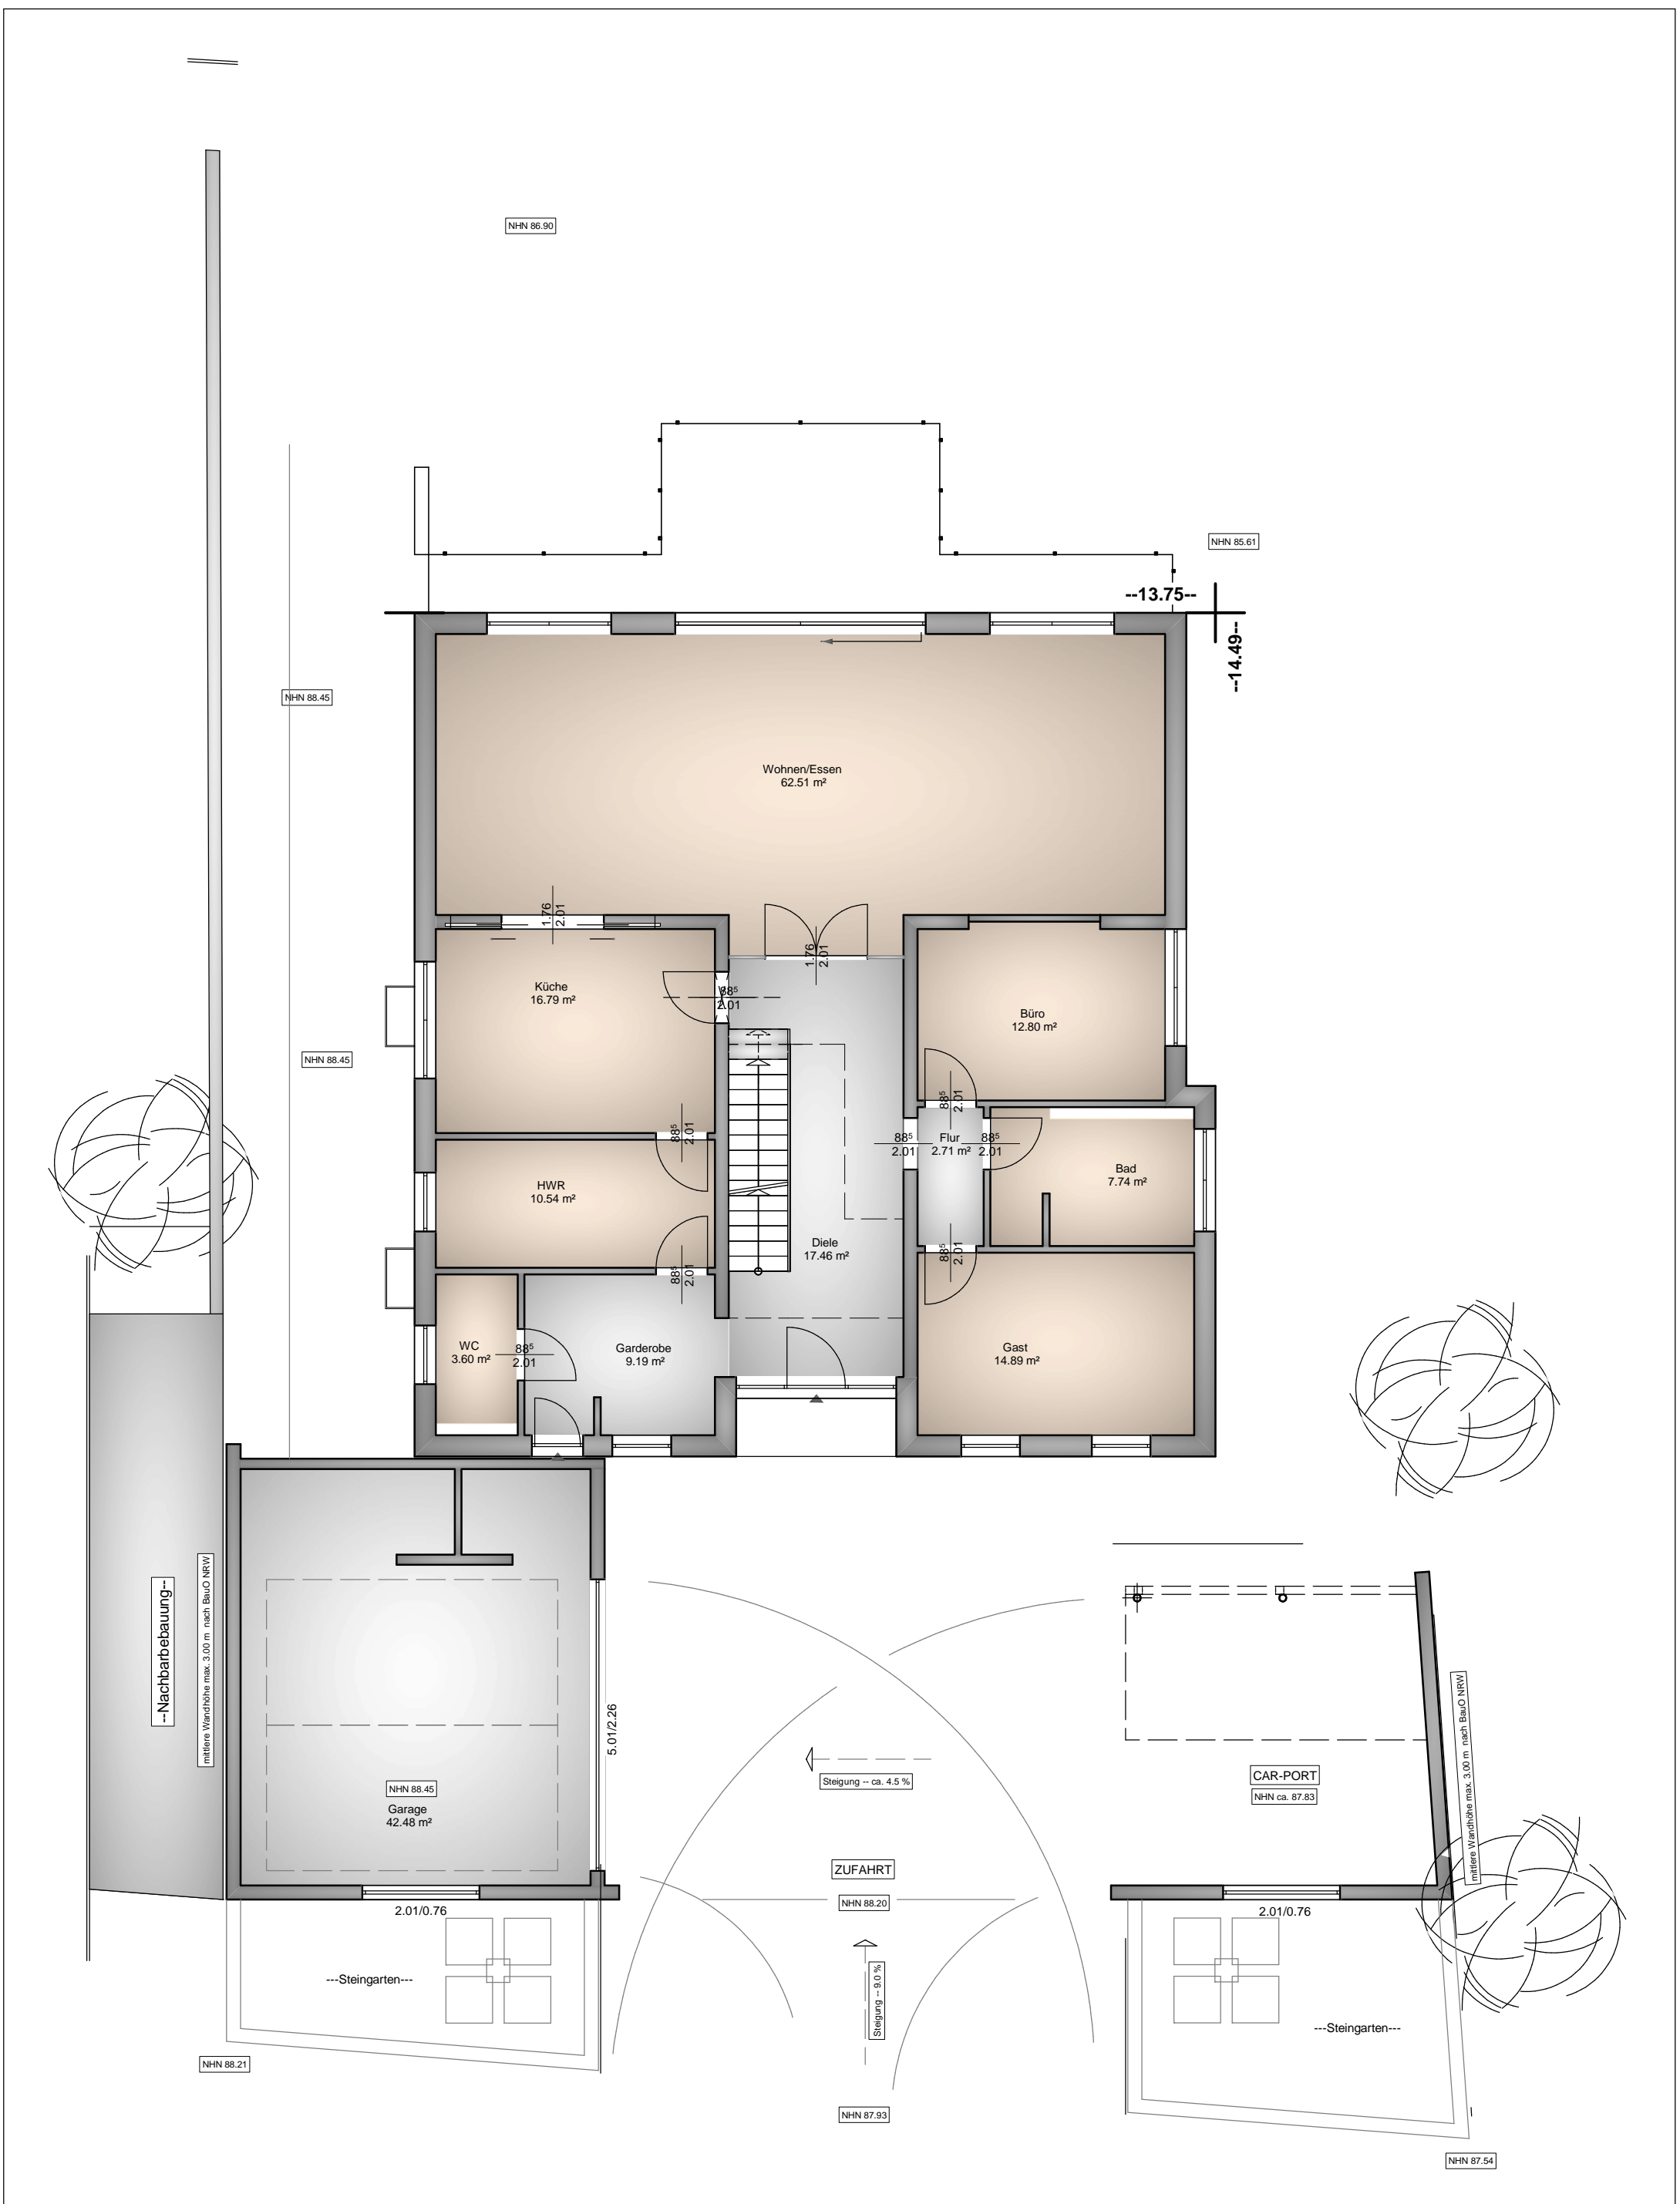 NHN 86.90
NHN 85.61
--13.75--
--14.49--
NHN 88.45
Wohnen/Essen
62.51 m²
1.76
2.01
1.76
2.01
Küche
16.79 m²
88⁵
2.01
Büro
12.80 m²
NHN 88.45
88⁵
2.01
88⁵
2.01
88⁵
2.01
Flur
2.71 m²
88⁵
2.01
Bad
7.74 m²
HWR
10.54 m²
Diele
17.46 m²
88⁵
2.01
88⁵
2.01
WC
3.60 m²
88⁵
2.01
Garderobe
9.19 m²
Gast
14.89 m²
--Nachbarbebauung--
mittlere Wandhöhe max. 3.00 m nach BauO NRW
5.01/2.26
Steigung -- ca. 4.5 %
CAR-PORT
NHN ca. 87.83
mittlere Wandhöhe max. 3.00 m nach BauO NRW
NHN 88.45
Garage
42.48 m²
ZUFAHRT
NHN 88.20
2.01/0.76
2.01/0.76
---Steingarten---
Steigung -- 9.0 %
---Steingarten---
NHN 88.21
NHN 87.93
NHN 87.54